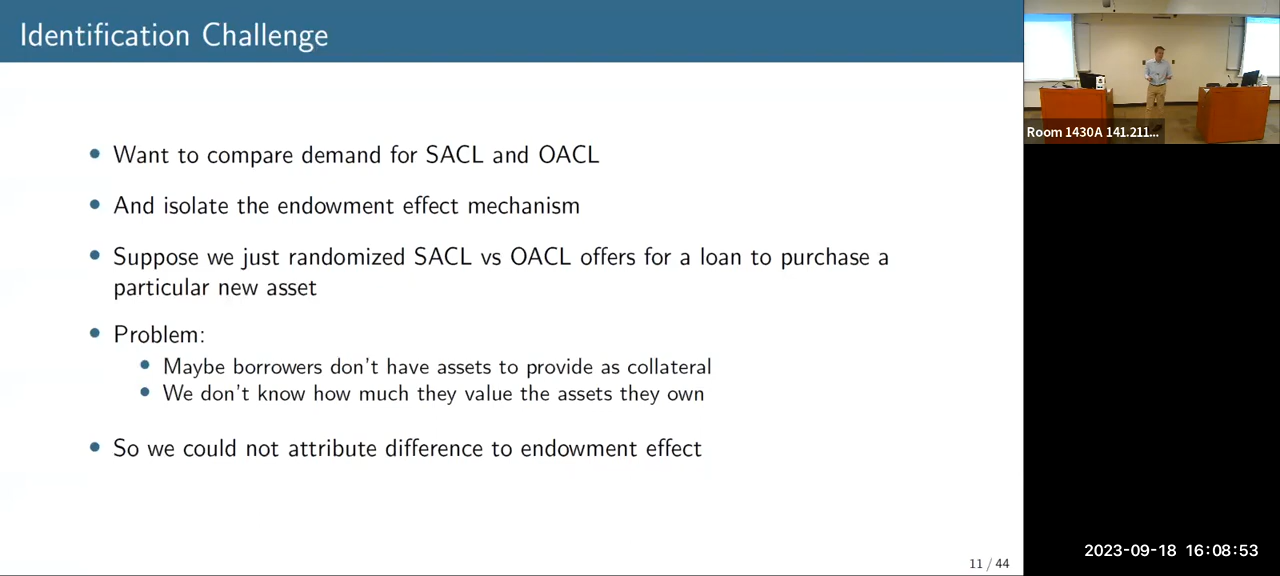 Identification Challenge
Want to compare demand for SACL and OACL
And isolate the endowment effect mechanism
Suppose we just randomized SACL vs OACL offers for a loan to purchase a
particular new asset
Problem:
Maybe borrowers don't have assets to provide as collateral
We don't know how much they value the assets they own
So we could not attribute difference to endowment effect
11 / 44
Room 1430A 141.211...
2023-09-18 16:08:53